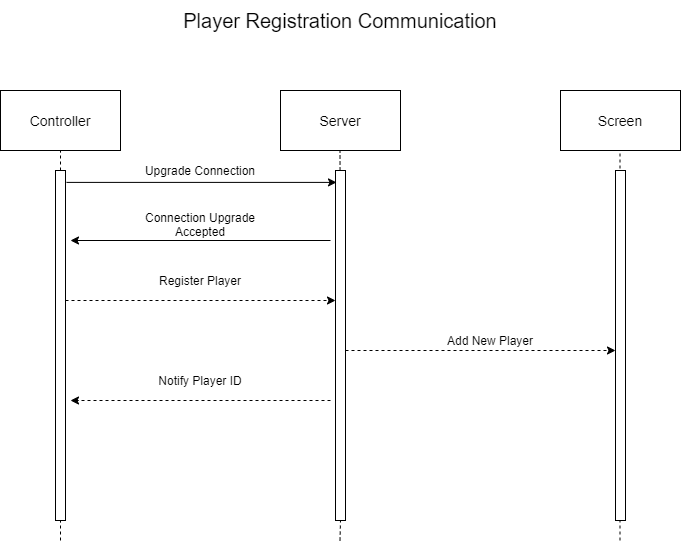 Player Registration Communication
Controller
Server
Screen
Upgrade Connection
Connection Upgrade
Accepted
Register Player
Add New Player
Notify Player ID